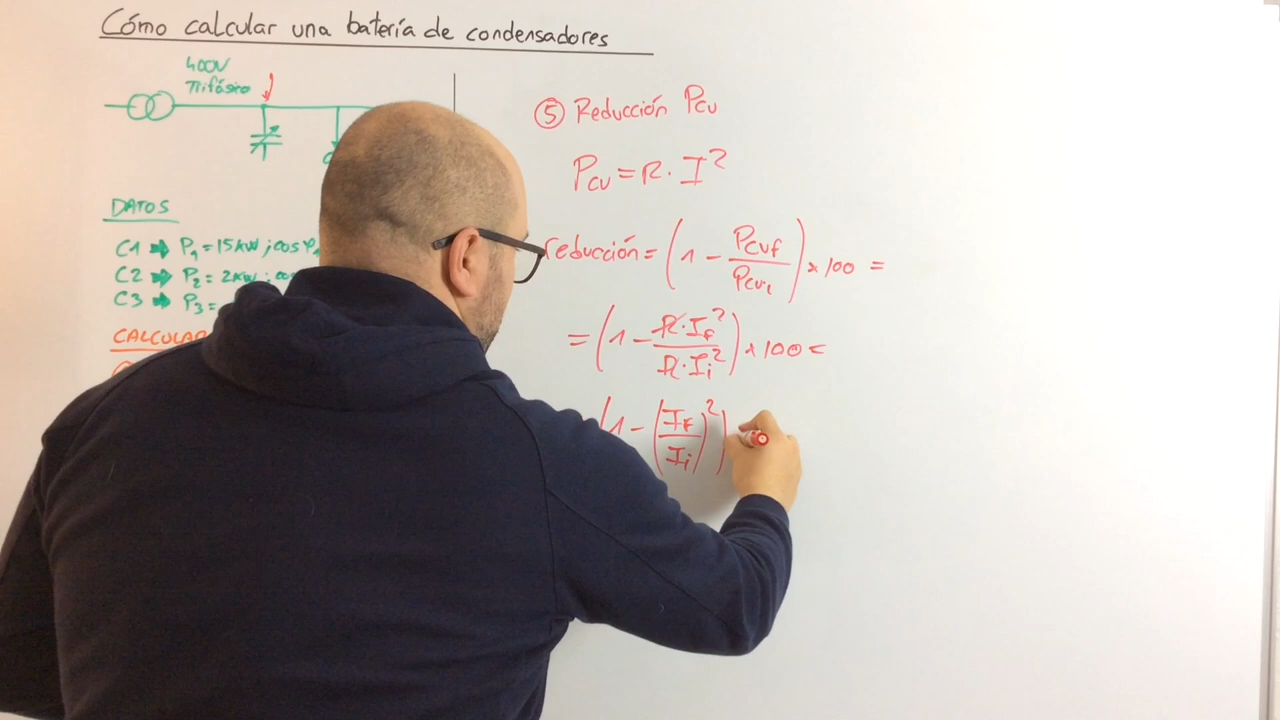 Cómo calcular una batería de condensadores
400V
Trifásico
DATOS
C1 ➡ P₁ = 15kW ; cos φ₁
C2 ➡ P₂ = 2kW ;
C3 ➡ P₃ =
CALCULAR
⑤ Reducción Pcu
Pcu = R · I²
reducción = (1 - Pcuf / Pcui) × 100 =
= (1 - R · If² / R · Ii²) × 100 =
(1 - (If / Ii)²)